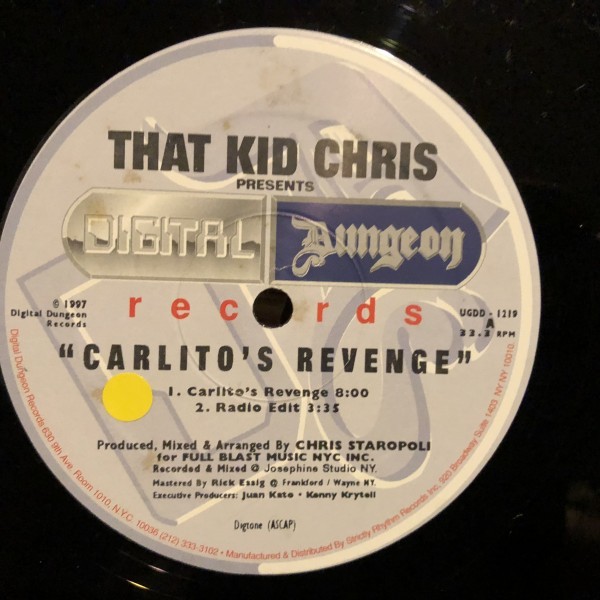 THAT KID CHRIS
PRESENTS
DIGITAL Dungeon
records
© 1997
Digital Dungeon
Records
UGDD - 1219
A
33.3 RPM
"CARLITO'S REVENGE"
1. Carlito's Revenge 8:00
2. Radio Edit 3:35
Produced, Mixed & Arranged By CHRIS STAROPOLI
for FULL BLAST MUSIC NYC INC.
Recorded & Mixed @ Josephine Studio NY.
Mastered By Rick Essig @ Frankford / Wayne NY.
Executive Producers: Juan Kato • Kenny Krytell
Digtone (ASCAP)
Digital Dungeon Records 630 9th Ave. Room 1010, N.Y.C. 10036 (212) 333-3102 • Manufactured & Distributed By Strictly Rhythm Records Inc. 920 Broadway Suite 1403, NY NY 10010.